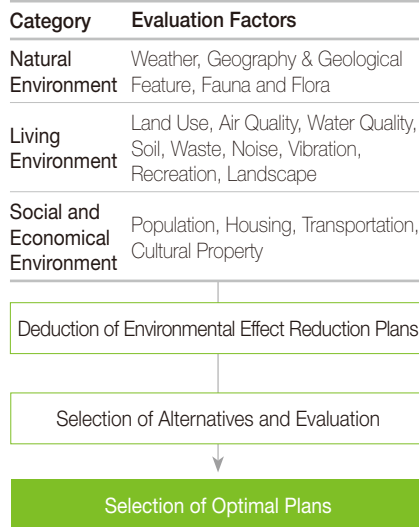 Category Evaluation Factors
Natural Environment Weather, Geography & Geological
Feature, Fauna and Flora
Living Environment Land Use, Air Quality, Water Quality,
Soil, Waste, Noise, Vibration,
Recreation, Landscape
Social and Economical Environment Population, Housing, Transportation,
Cultural Property
Deduction of Environmental Effect Reduction Plans
Selection of Alternatives and Evaluation
Selection of Optimal Plans